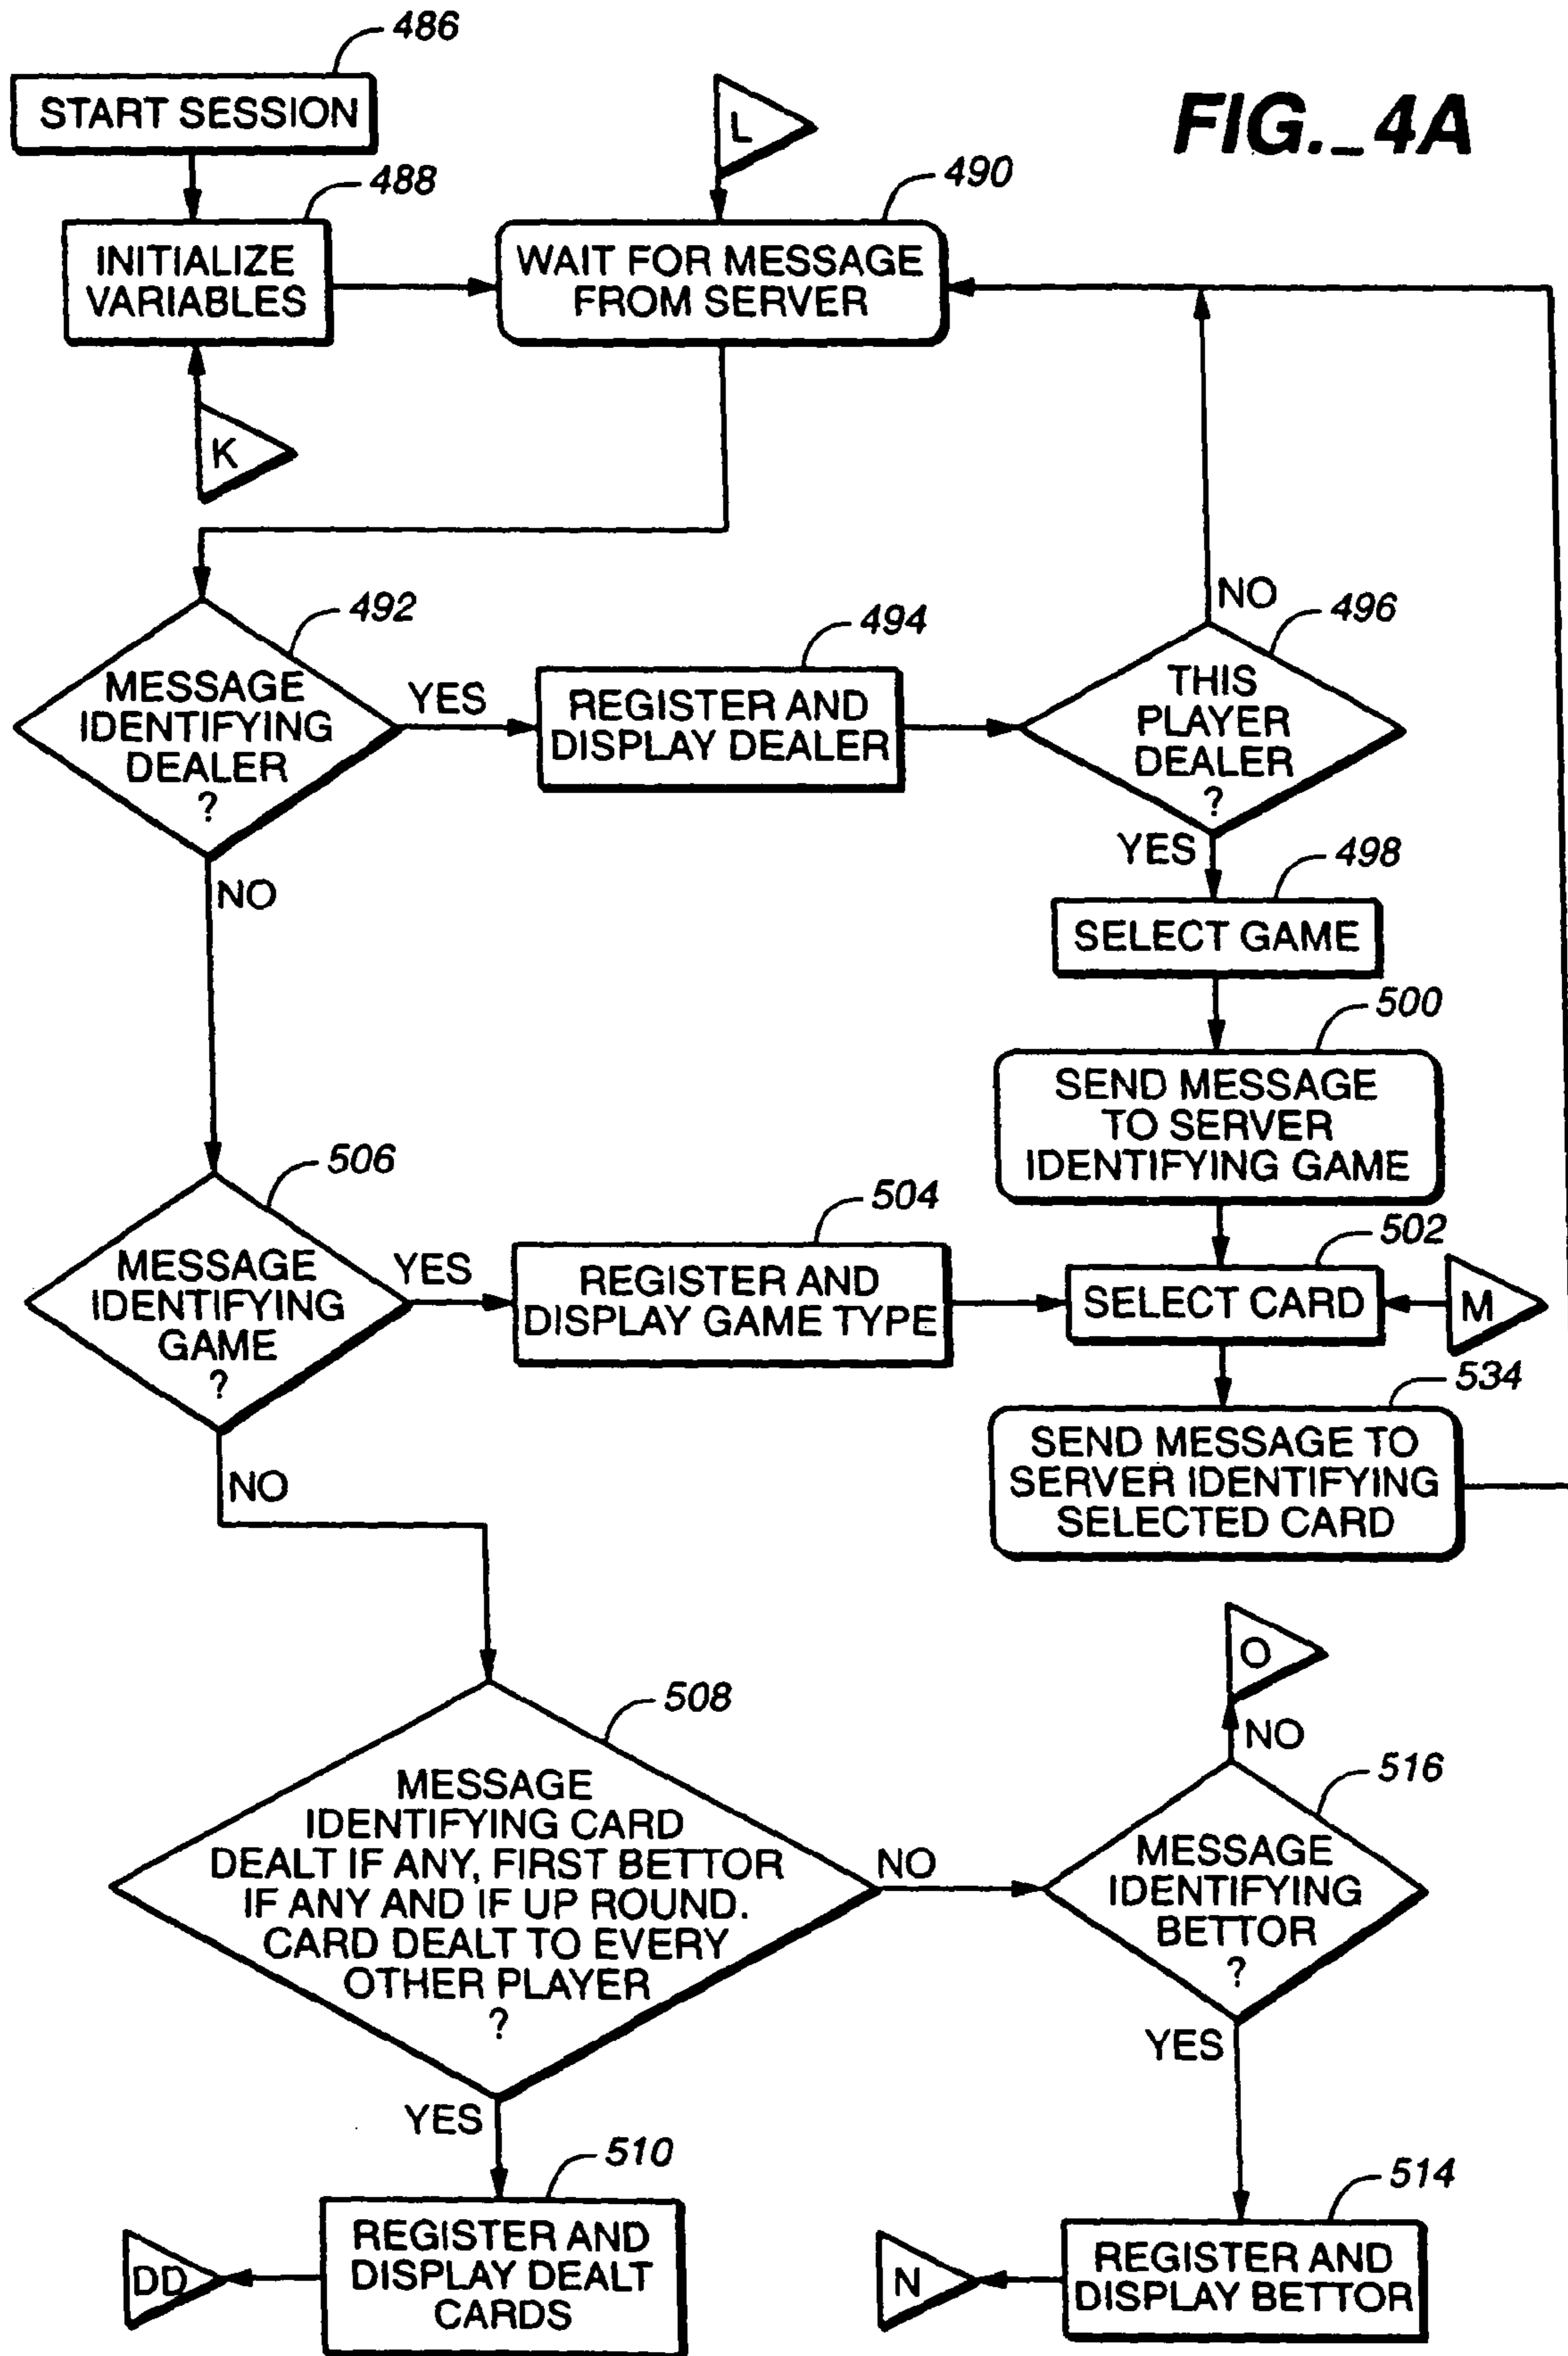 FIG._4A
486
START SESSION
488
INITIALIZE
VARIABLES
K
L
490
WAIT FOR MESSAGE
FROM SERVER
492
MESSAGE
IDENTIFYING
DEALER
?
YES
NO
494
REGISTER AND
DISPLAY DEALER
NO
496
THIS
PLAYER
DEALER
?
YES
498
SELECT GAME
500
SEND MESSAGE
TO SERVER
IDENTIFYING GAME
506
MESSAGE
IDENTIFYING
GAME
?
YES
NO
504
REGISTER AND
DISPLAY GAME TYPE
502
SELECT CARD
M
534
SEND MESSAGE TO
SERVER IDENTIFYING
SELECTED CARD
508
MESSAGE
IDENTIFYING CARD
DEALT IF ANY, FIRST BETTOR
IF ANY AND IF UP ROUND.
CARD DEALT TO EVERY
OTHER PLAYER
?
NO
YES
O
NO
516
MESSAGE
IDENTIFYING
BETTOR
?
YES
510
REGISTER AND
DISPLAY DEALT
CARDS
DD
514
REGISTER AND
DISPLAY BETTOR
N